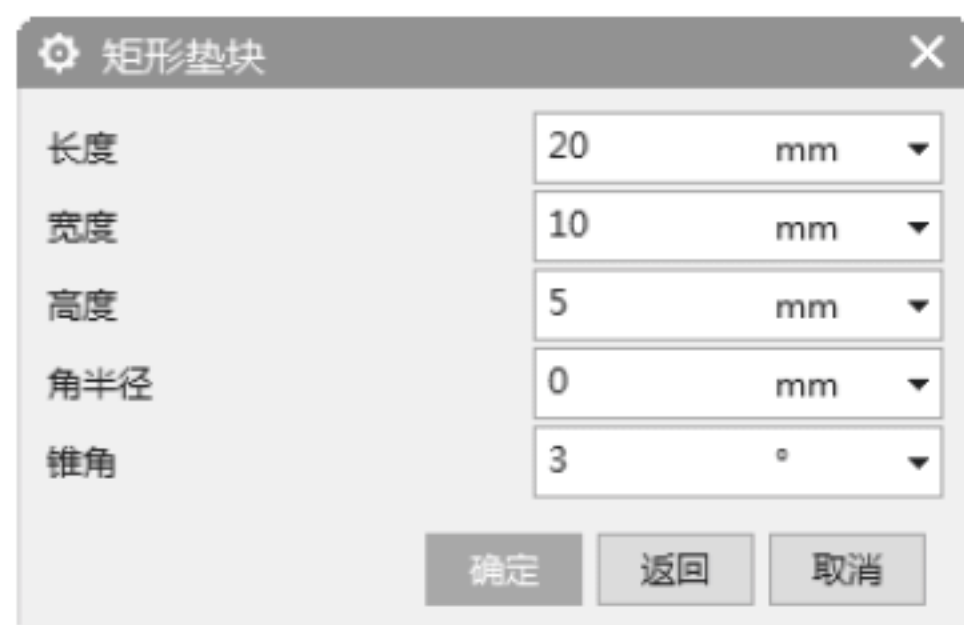 矩形垫块
长度 20 mm
宽度 10 mm
高度 5 mm
角半径 0 mm
锥角 3 °
确定 返回 取消